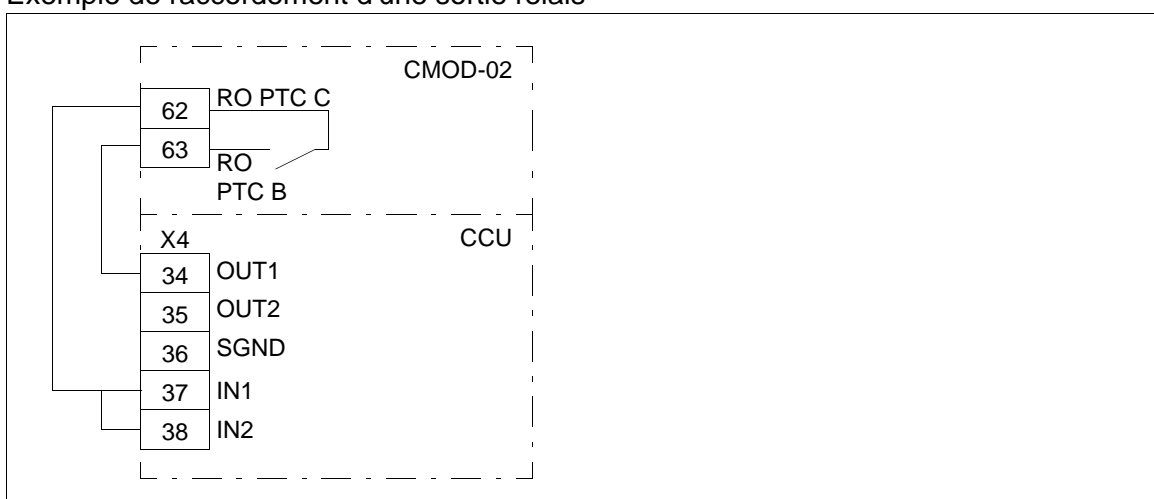 Exemple de raccordement d'une sortie relais
CMOD-02
62 RO PTC C
63 RO
PTC B
X4 CCU
34 OUT1
35 OUT2
36 SGND
37 IN1
38 IN2